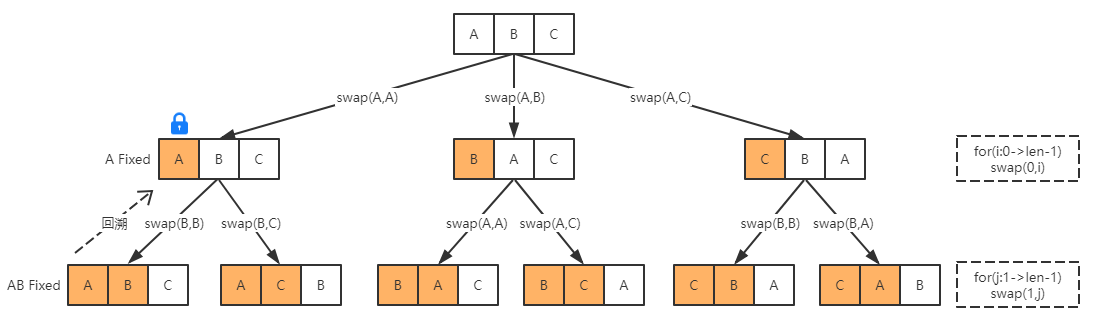 A B C
swap(A,A) swap(A,B) swap(A,C)
A Fixed A B C B A C C B A for(i:0->len-1)
swap(0,i)
回溯 swap(B,B) swap(B,C) swap(A,A) swap(A,C) swap(B,B) swap(B,A)
AB Fixed A B C A C B B A C B C A C B A C A B for(j:1->len-1)
swap(1,j)